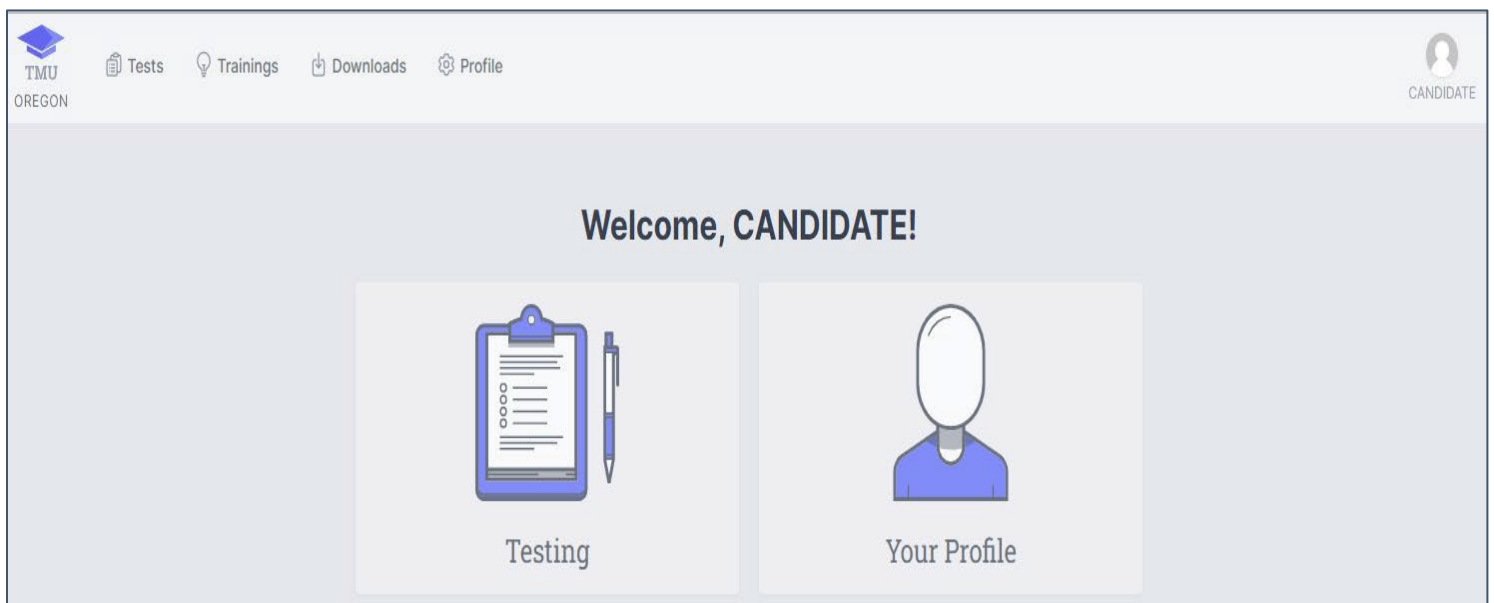 TMU
OREGON
Tests Trainings Downloads Profile
CANDIDATE
Welcome, CANDIDATE!
Testing
Your Profile